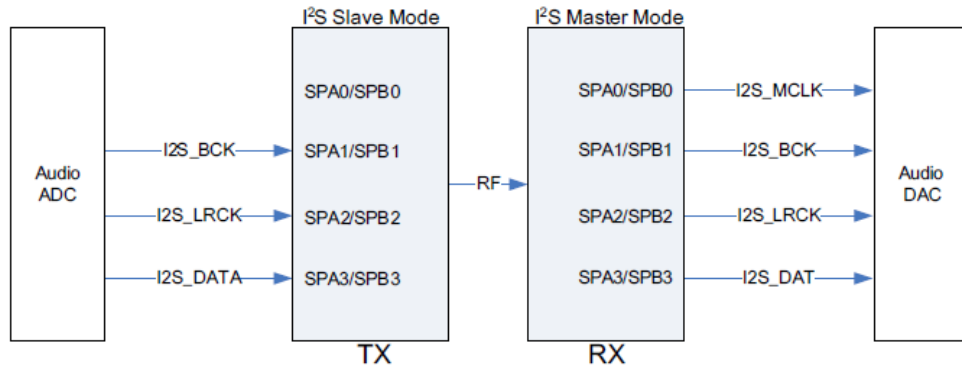 I²S Slave Mode
I²S Master Mode
SPA0/SPB0
SPA0/SPB0
I2S_MCLK
I2S_BCK
SPA1/SPB1
SPA1/SPB1
I2S_BCK
Audio
ADC
RF
Audio
DAC
I2S_LRCK
SPA2/SPB2
SPA2/SPB2
I2S_LRCK
I2S_DATA
SPA3/SPB3
SPA3/SPB3
I2S_DAT
TX
RX